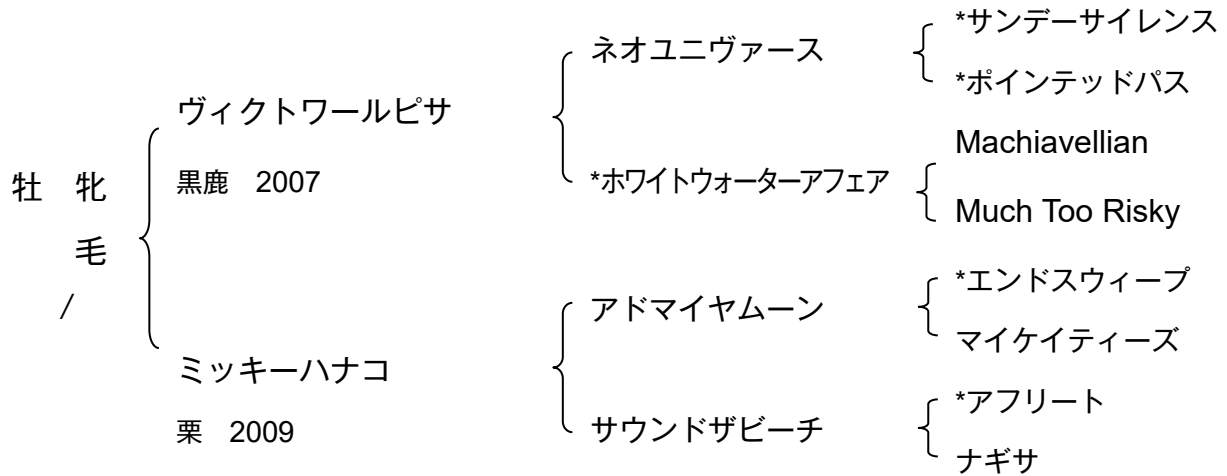 *サンデーサイレンス
ネオユニヴァース
*ポインテッドパス
ヴィクトワールピサ
Machiavellian
牡 牝
黒鹿 2007
*ホワイトウォーターアフェア
Much Too Risky
毛
*エンドスウィープ
/
アドマイヤムーン
マイケイティーズ
ミッキーハナコ
*アフリート
栗 2009
サウンドザビーチ
ナギサ